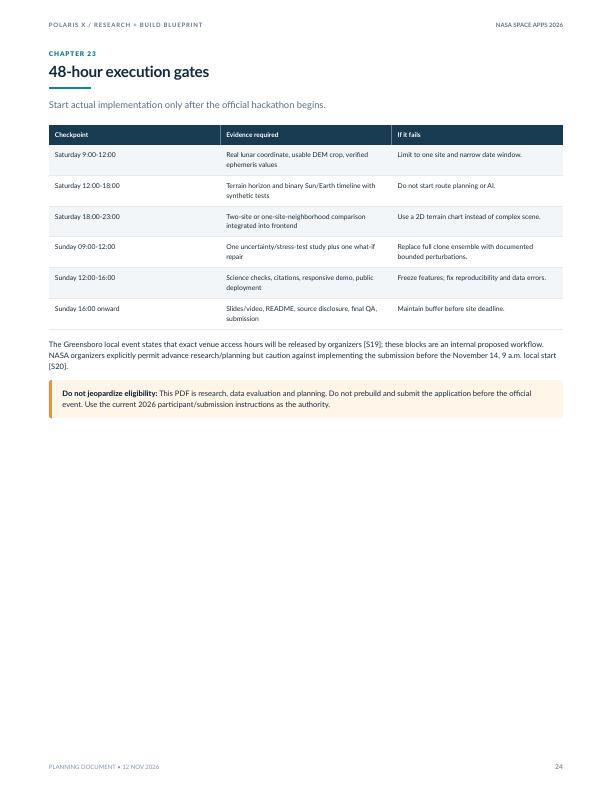 POLARIS X / RESEARCH + BUILD BLUEPRINT
NASA SPACE APPS 2026
CHAPTER 23
48-hour execution gates
Start actual implementation only after the official hackathon begins.
Checkpoint
Evidence required
If it fails
Saturday 9:00-12:00
Real lunar coordinate, usable DEM crop, verified
ephemeris values
Limit to one site and narrow date window.
Saturday 12:00-18:00
Terrain horizon and binary Sun/Earth timeline with
synthetic tests
Do not start route planning or AI.
Saturday 18:00-23:00
Two-site or one-site-neighborhood comparison
integrated into frontend
Use a 2D terrain chart instead of complex scene.
Sunday 09:00-12:00
One uncertainty/stress-test study plus one what-if
repair
Replace full clone ensemble with documented
bounded perturbations.
Sunday 12:00-16:00
Science checks, citations, responsive demo, public
deployment
Freeze features; fix reproducibility and data errors.
Sunday 16:00 onward
Slides/video, README, source disclosure, final QA,
submission
Maintain buffer before site deadline.
The Greensboro local event states that exact venue access hours will be released by organizers [S19]; these blocks are an internal proposed workflow.
NASA organizers explicitly permit advance research/planning but caution against implementing the submission before the November 14, 9 a.m. local start
[S20].
Do not jeopardize eligibility: This PDF is research, data evaluation and planning. Do not prebuild and submit the application before the official
event. Use the current 2026 participant/submission instructions as the authority.
PLANNING DOCUMENT • 12 NOV 2026
24